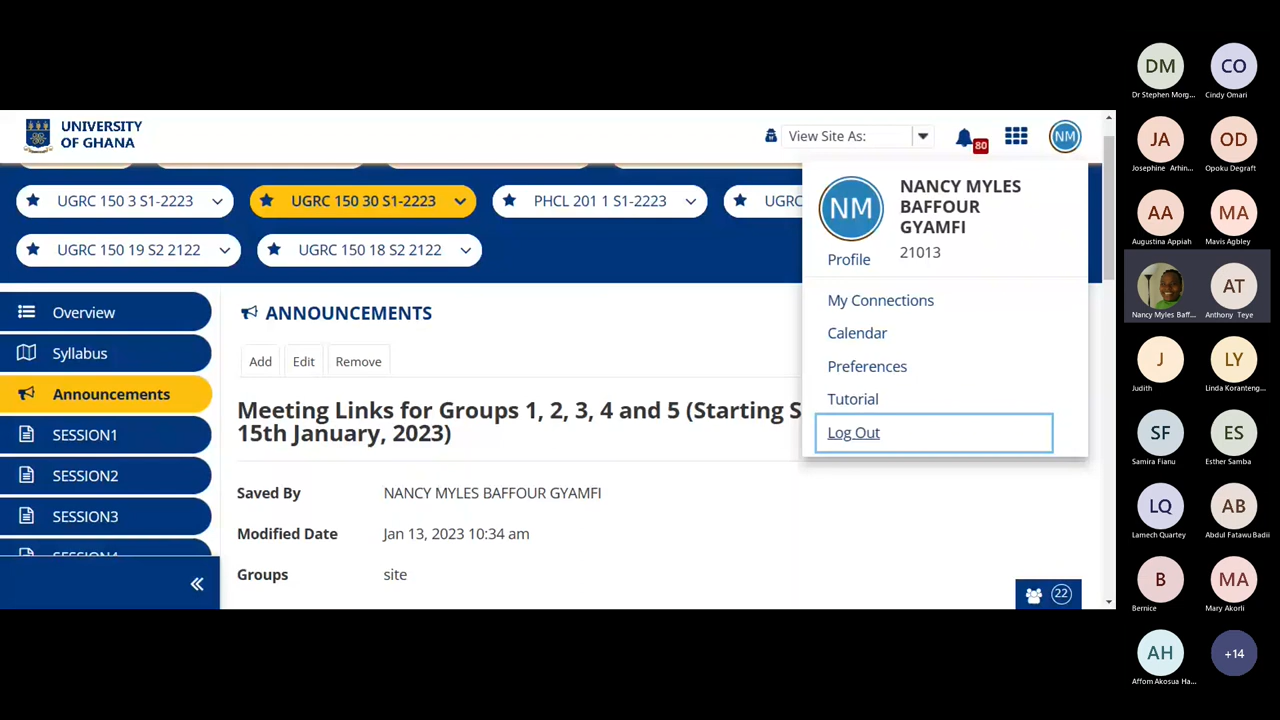 UNIVERSITY
OF GHANA
View Site As:
80
NM
UGRC 150 3 S1-2223
UGRC 150 30 S1-2223
PHCL 201 1 S1-2223
UGRC
UGRC 150 19 S2 2122
UGRC 150 18 S2 2122
NM
NANCY MYLES
BAFFOUR
GYAMFI
21013
Profile
My Connections
Calendar
Preferences
Tutorial
Log Out
Overview
Syllabus
Announcements
SESSION1
SESSION2
SESSION3
SESSION4
ANNOUNCEMENTS
Add
Edit
Remove
Meeting Links for Groups 1, 2, 3, 4 and 5 (Starting S
15th January, 2023)
Saved By NANCY MYLES BAFFOUR GYAMFI
Modified Date Jan 13, 2023 10:34 am
Groups site
22
DM
Dr Stephen Morg...
CO
Cindy Omari
JA
Josephine Arhin...
OD
Opoku Degraft
AA
Augustina Appiah
MA
Mavis Agbley
Nancy Myles Baff...
AT
Anthony Teye
J
Judith
LY
Linda Koranteng...
SF
Samira Fianu
ES
Esther Samba
LQ
Lamech Quartey
AB
Abdul Fatawu Badii
B
Bernice
MA
Mary Akorli
AH
Affom Akosua Ha...
+14